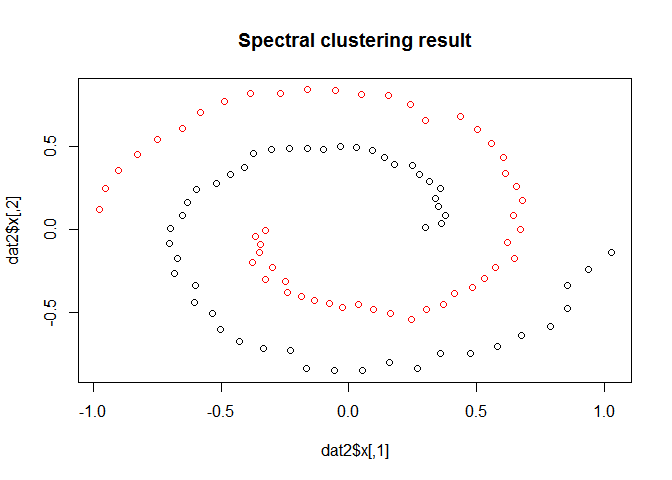 Spectral clustering result
dat2$x[,2]
0.5
0.0
-0.5
-1.0 -0.5 0.0 0.5 1.0
dat2$x[,1]